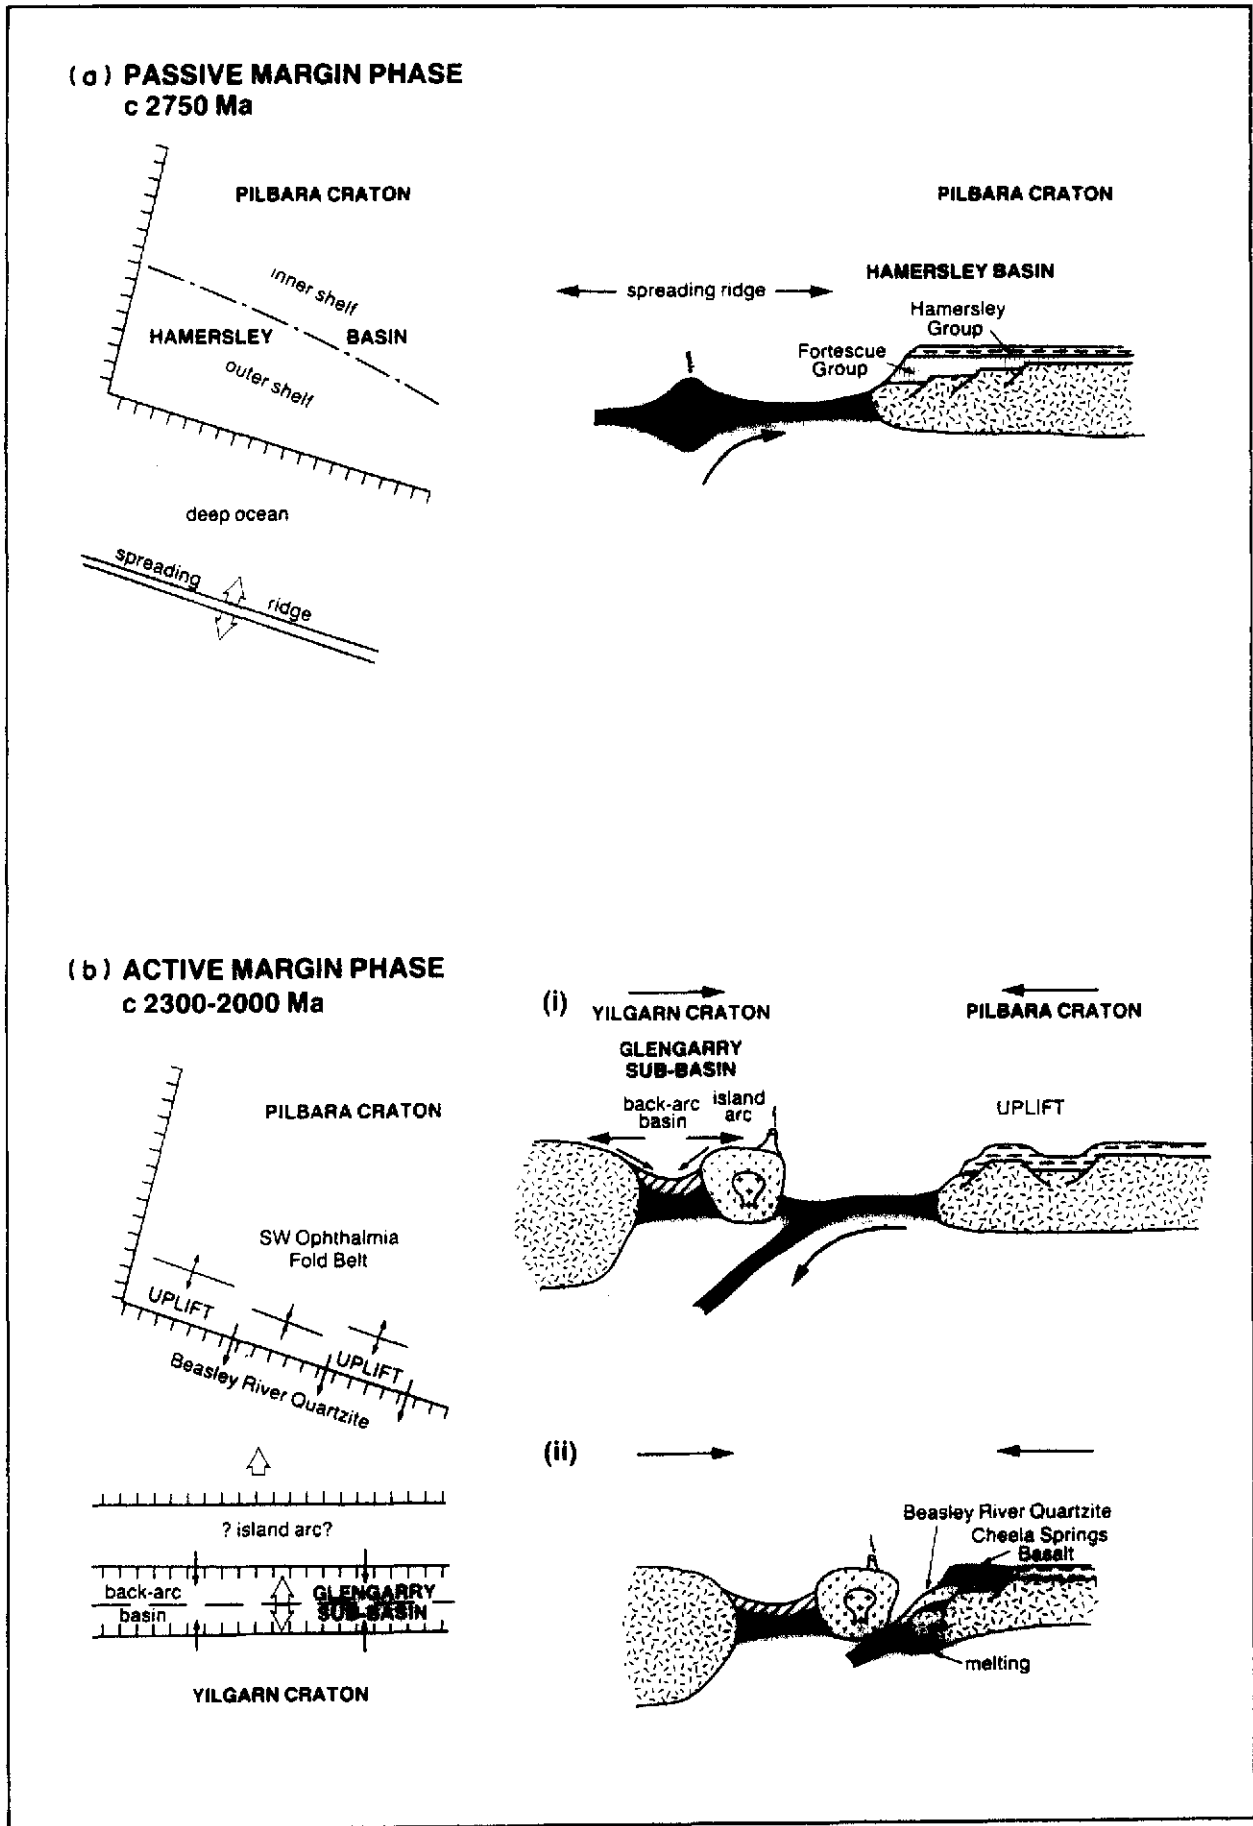 (a) PASSIVE MARGIN PHASE
c 2750 Ma
PILBARA CRATON
inner shelf
HAMERSLEY BASIN
outer shelf
deep ocean
spreading ridge
PILBARA CRATON
HAMERSLEY BASIN
spreading ridge
Hamersley
Group
Fortescue
Group
(b) ACTIVE MARGIN PHASE
c 2300-2000 Ma
PILBARA CRATON
SW Ophthalmia
Fold Belt
UPLIFT
UPLIFT
Beasley River Quartzite
? island arc?
back-arc
basin
GLENGARRY
SUB-BASIN
YILGARN CRATON
(i)
YILGARN CRATON
PILBARA CRATON
GLENGARRY
SUB-BASIN
back-arc
basin
island
arc
UPLIFT
(ii)
Beasley River Quartzite
Cheela Springs
Basalt
melting